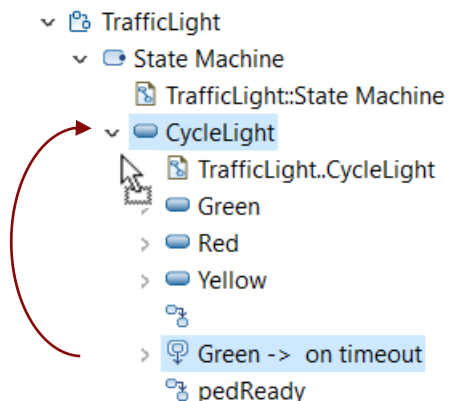 TrafficLight
State Machine
TrafficLight::State Machine
CycleLight
TrafficLight..CycleLight
Green
Red
Yellow
Green -> on timeout
pedReady